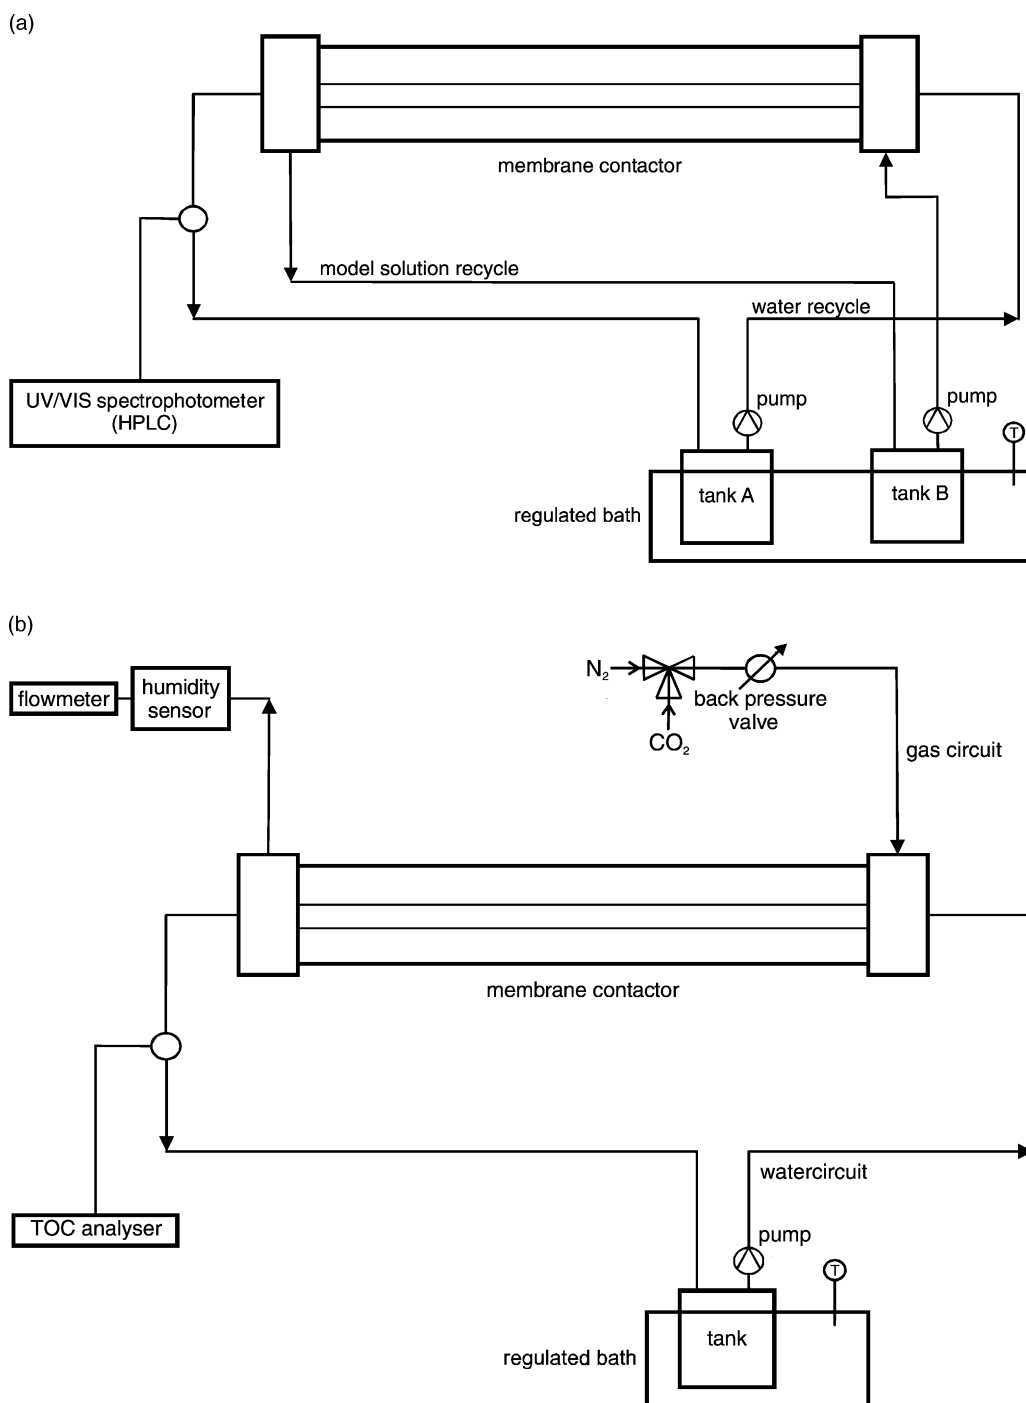 (a)
membrane contactor
model solution recycle
water recycle
UV/VIS spectrophotometer
(HPLC)
pump
pump
T
tank A
tank B
regulated bath
(b)
N2
CO2
back pressure
valve
gas circuit
flowmeter
humidity
sensor
membrane contactor
watercircuit
TOC analyser
pump
T
tank
regulated bath